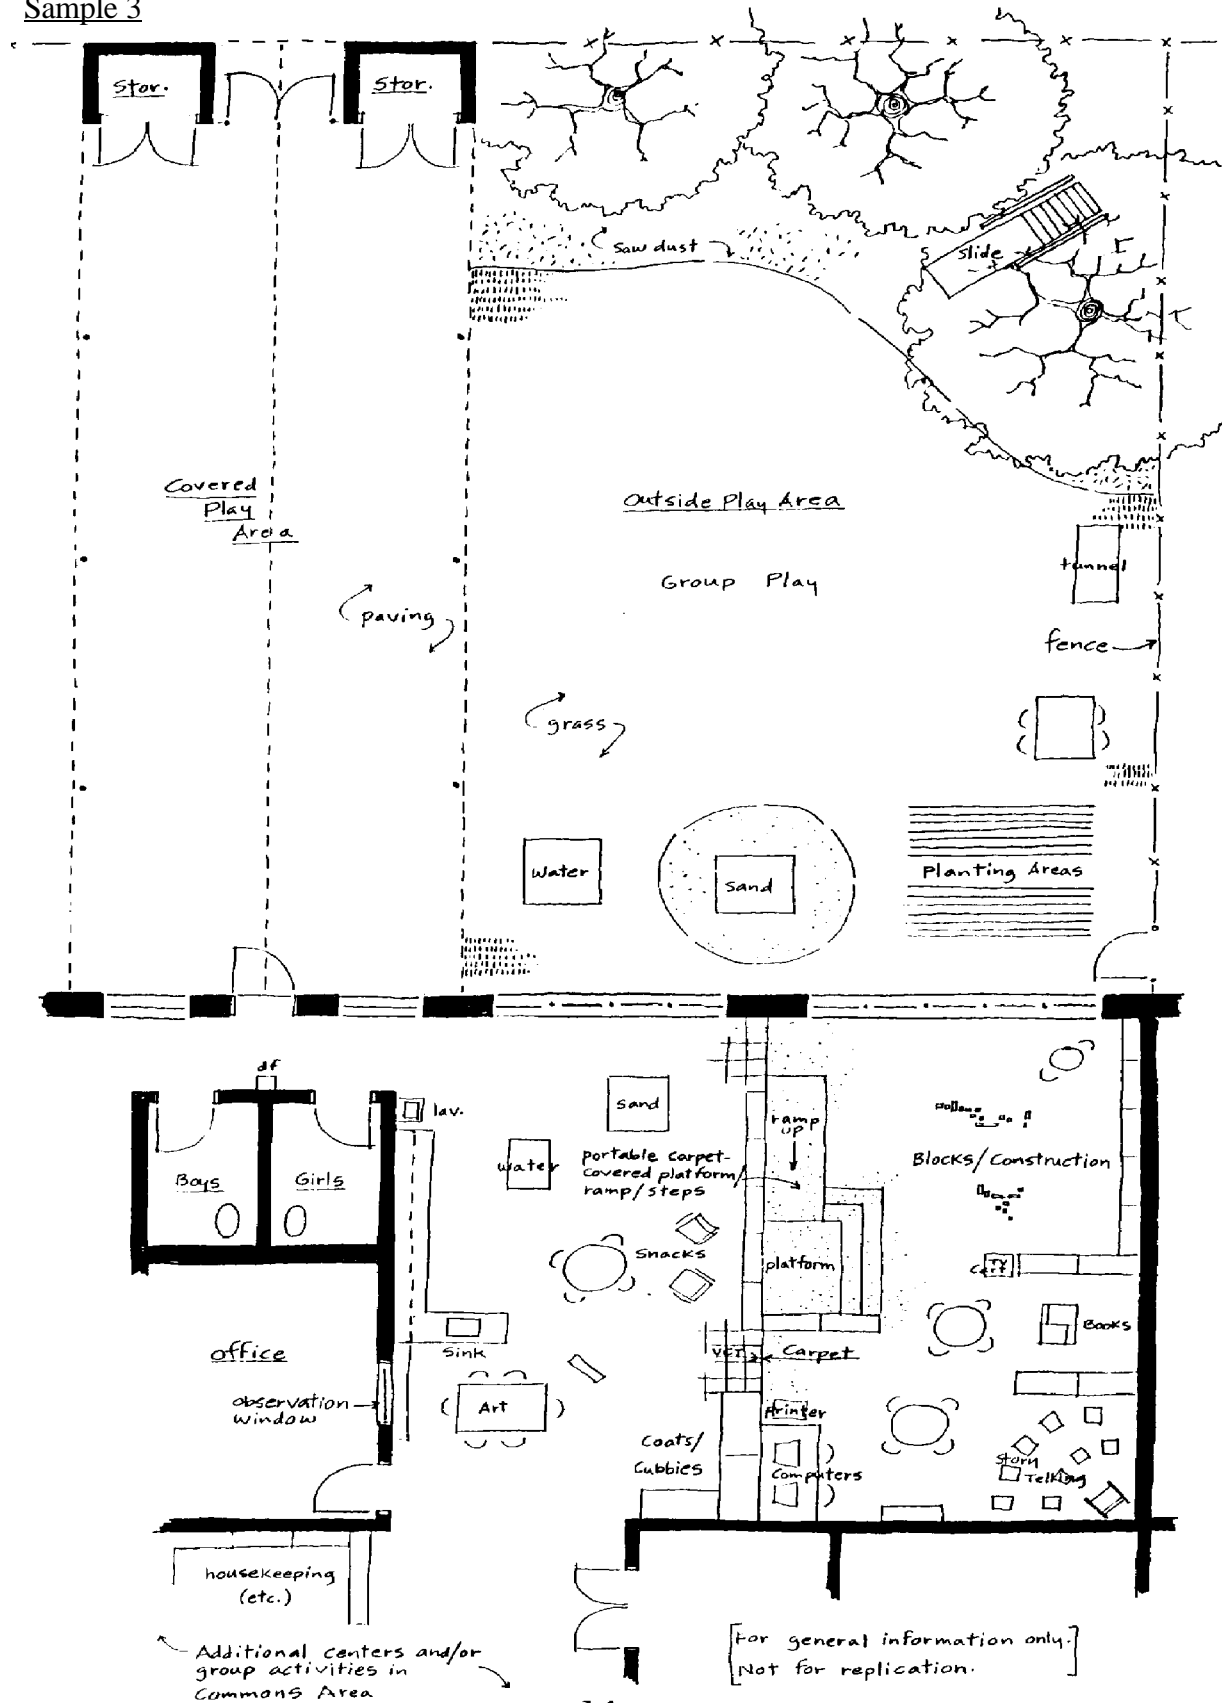 Sample 3
Stor.
Stor.
Saw dust
slide
Covered
Play
Area
Outside Play Area
Group Play
tunnel
paving
fence
grass
Water
Sand
Planting Areas
df
lav.
Sand
ramp
up
Boys
Girls
water
portable carpet-
covered platform/
ramp/steps
Blocks/Construction
Snacks
platform
TV
Cart
Books
Sink
office
VCT
Carpet
observation
window
Art
Printer
Coats/
Cubbies
Computers
Story
Telking
housekeeping
(etc.)
Additional centers and/or
group activities in
Commons Area
[For general information only.]
[Not for replication.]